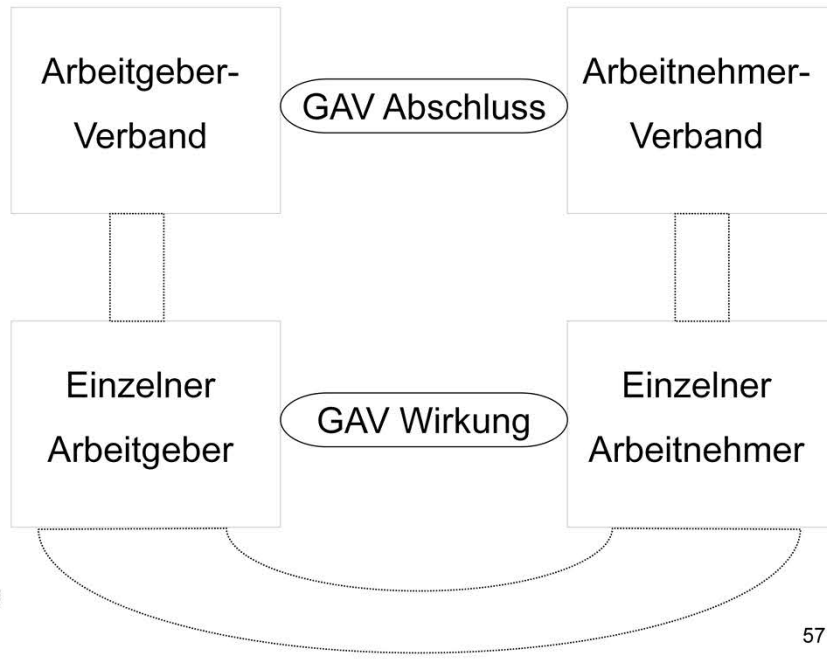 Arbeitgeber-
Verband
GAV Abschluss
Arbeitnehmer-
Verband
Einzelner
Arbeitgeber
GAV Wirkung
Einzelner
Arbeitnehmer
57